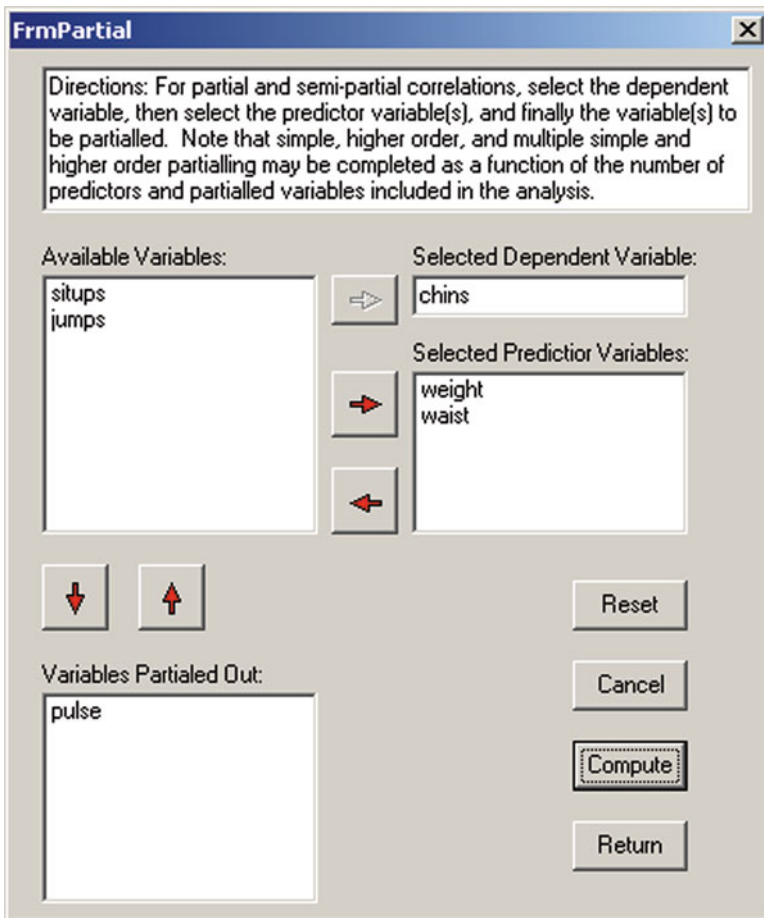 FrmPartial
Directions: For partial and semi-partial correlations, select the dependent
variable, then select the predictor variable(s), and finally the variable(s) to
be partialled.  Note that simple, higher order, and multiple simple and
higher order partialling may be completed as a function of the number of
predictors and partialled variables included in the analysis.
Available Variables:
situps
jumps
Selected Dependent Variable:
chins
Selected Predictior Variables:
weight
waist
Variables Partialed Out:
pulse
Reset
Cancel
Compute
Return